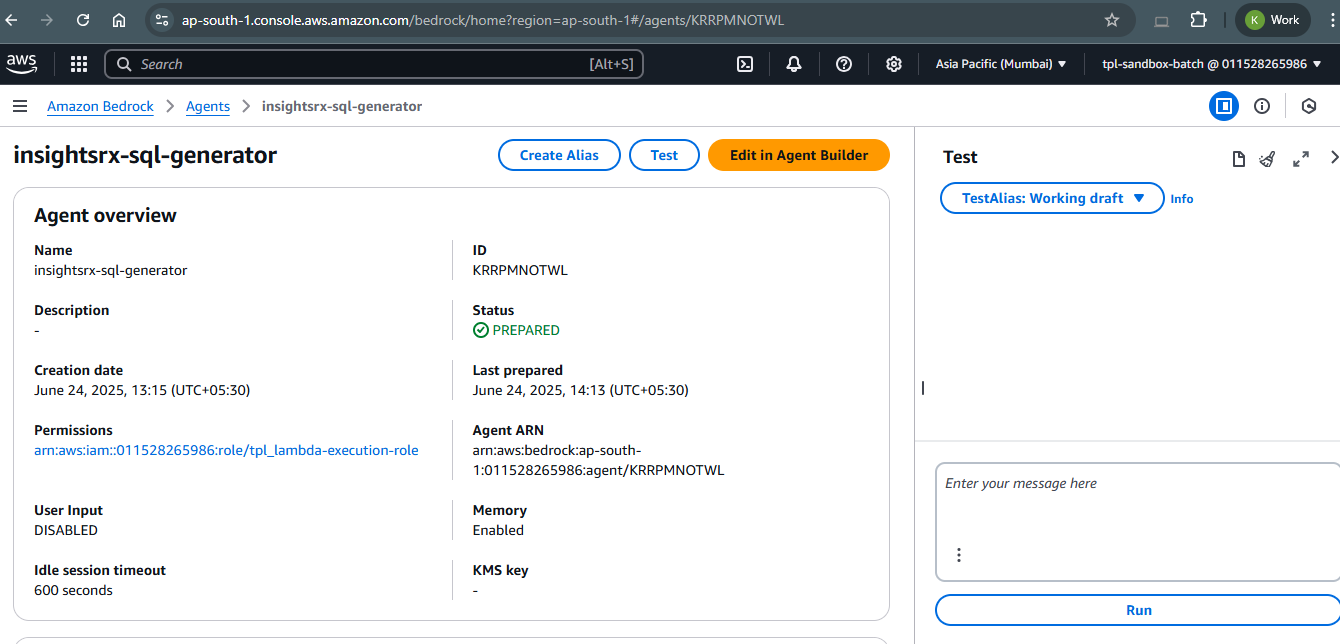 ap-south-1.console.aws.amazon.com/bedrock/home?region=ap-south-1#/agents/KRRPMNOTWL
K Work
aws
Search [Alt+S]
Asia Pacific (Mumbai)
tpl-sandbox-batch @ 011528265986
Amazon Bedrock > Agents > insightsrx-sql-generator
insightsrx-sql-generator
Create Alias
Test
Edit in Agent Builder
Agent overview
Name
insightsrx-sql-generator
ID
KRRPMNOTWL
Description
-
Status
PREPARED
Creation date
June 24, 2025, 13:15 (UTC+05:30)
Last prepared
June 24, 2025, 14:13 (UTC+05:30)
Permissions
arn:aws:iam::011528265986:role/tpl_lambda-execution-role
Agent ARN
arn:aws:bedrock:ap-south-
1:011528265986:agent/KRRPMNOTWL
User Input
DISABLED
Memory
Enabled
Idle session timeout
600 seconds
KMS key
-
Test
TestAlias: Working draft
Info
Enter your message here
Run